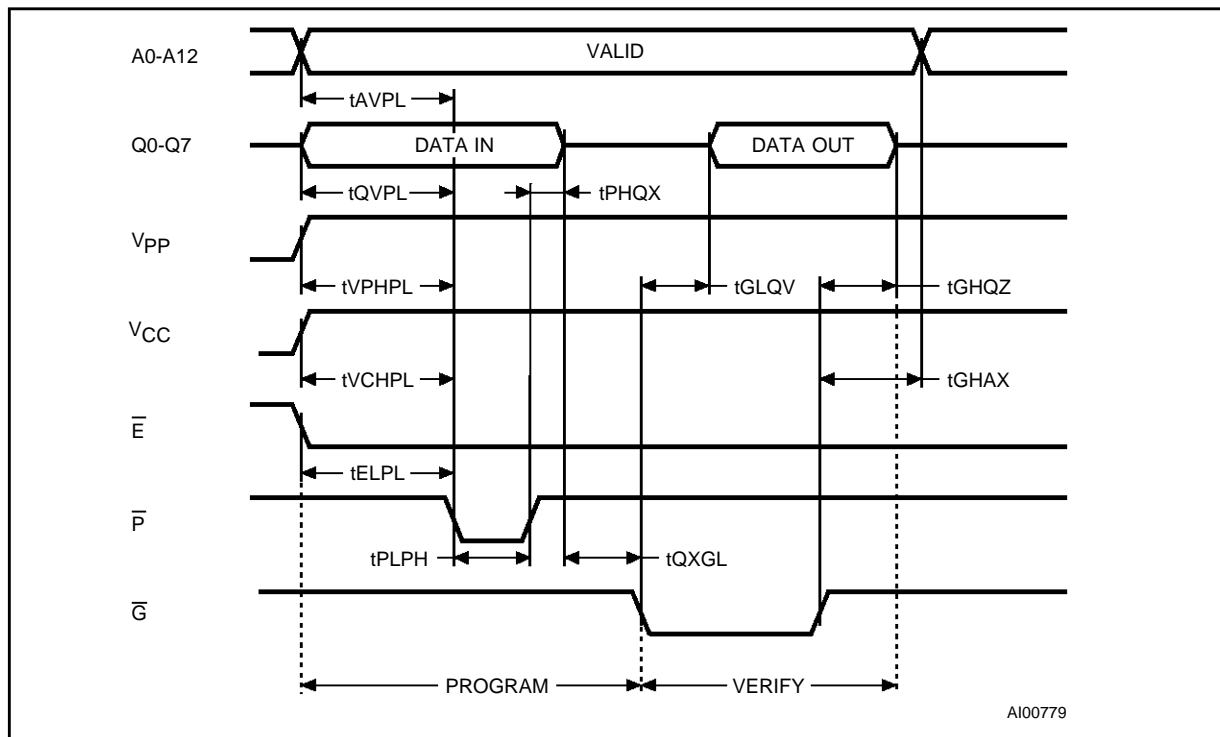 A0-A12
VALID
tAVPL
Q0-Q7
DATA IN
DATA OUT
tQVPL
tPHQX
VPP
tVPHPL
tGLQV
tGHQZ
VCC
tVCHPL
tGHAX
E̅
tELPL
P̅
tPLPH
tQXGL
G̅
PROGRAM
VERIFY
AI00779